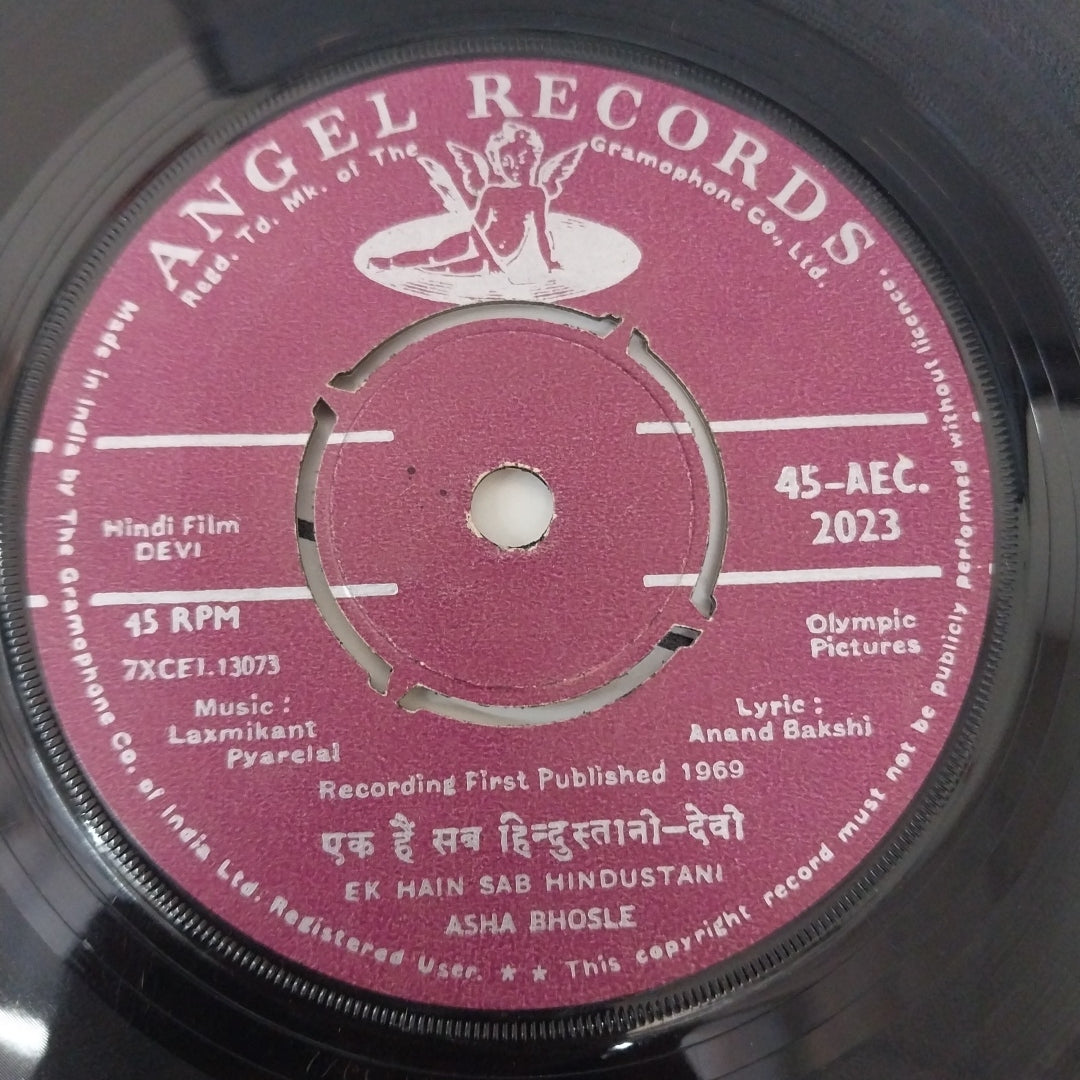 ANGEL RECORDS
Regd. Td. Mk. of The Gramophone Co., Ltd.
Hindi Film
DEVI
45-AEC.
2023
45 RPM
7XCEI.13073
Olympic
Pictures
Music :
Laxmikant
Pyarelal
Lyric :
Anand Bakshi
Recording First Published 1969
एक हैं सब हिन्दुस्तानी-देवी
EK HAIN SAB HINDUSTANI
ASHA BHOSLE
Made in India by The Gramophone Co. of India Ltd. Registered User. ★ ★ This copyright record must not be publicly performed without licence.